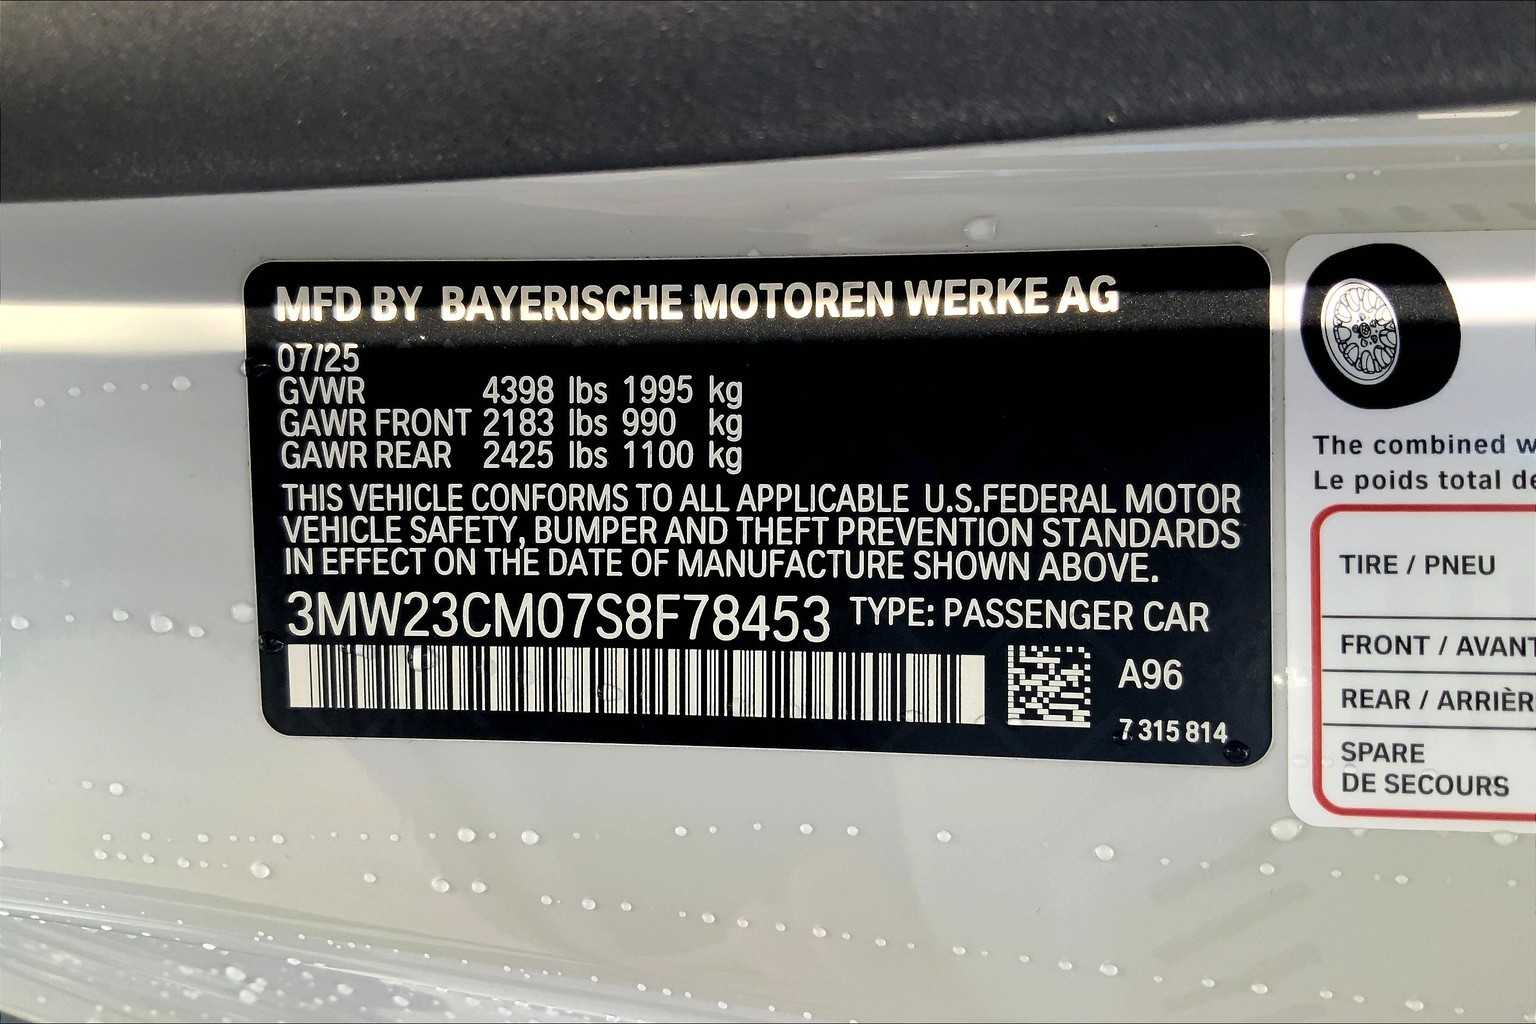 MFD BY BAYERISCHE MOTOREN WERKE AG
07/25
GVWR 4398 lbs 1995 kg
GAWR FRONT 2183 lbs 990 kg
GAWR REAR 2425 lbs 1100 kg
THIS VEHICLE CONFORMS TO ALL APPLICABLE U.S.FEDERAL MOTOR
VEHICLE SAFETY, BUMPER AND THEFT PREVENTION STANDARDS
IN EFFECT ON THE DATE OF MANUFACTURE SHOWN ABOVE.
3MW23CM07S8F78453 TYPE: PASSENGER CAR
A96
7 315 814
The combined
Le poids total
TIRE / PNEU
FRONT / AVANT
REAR / ARRIÈR
SPARE
DE SECOURS